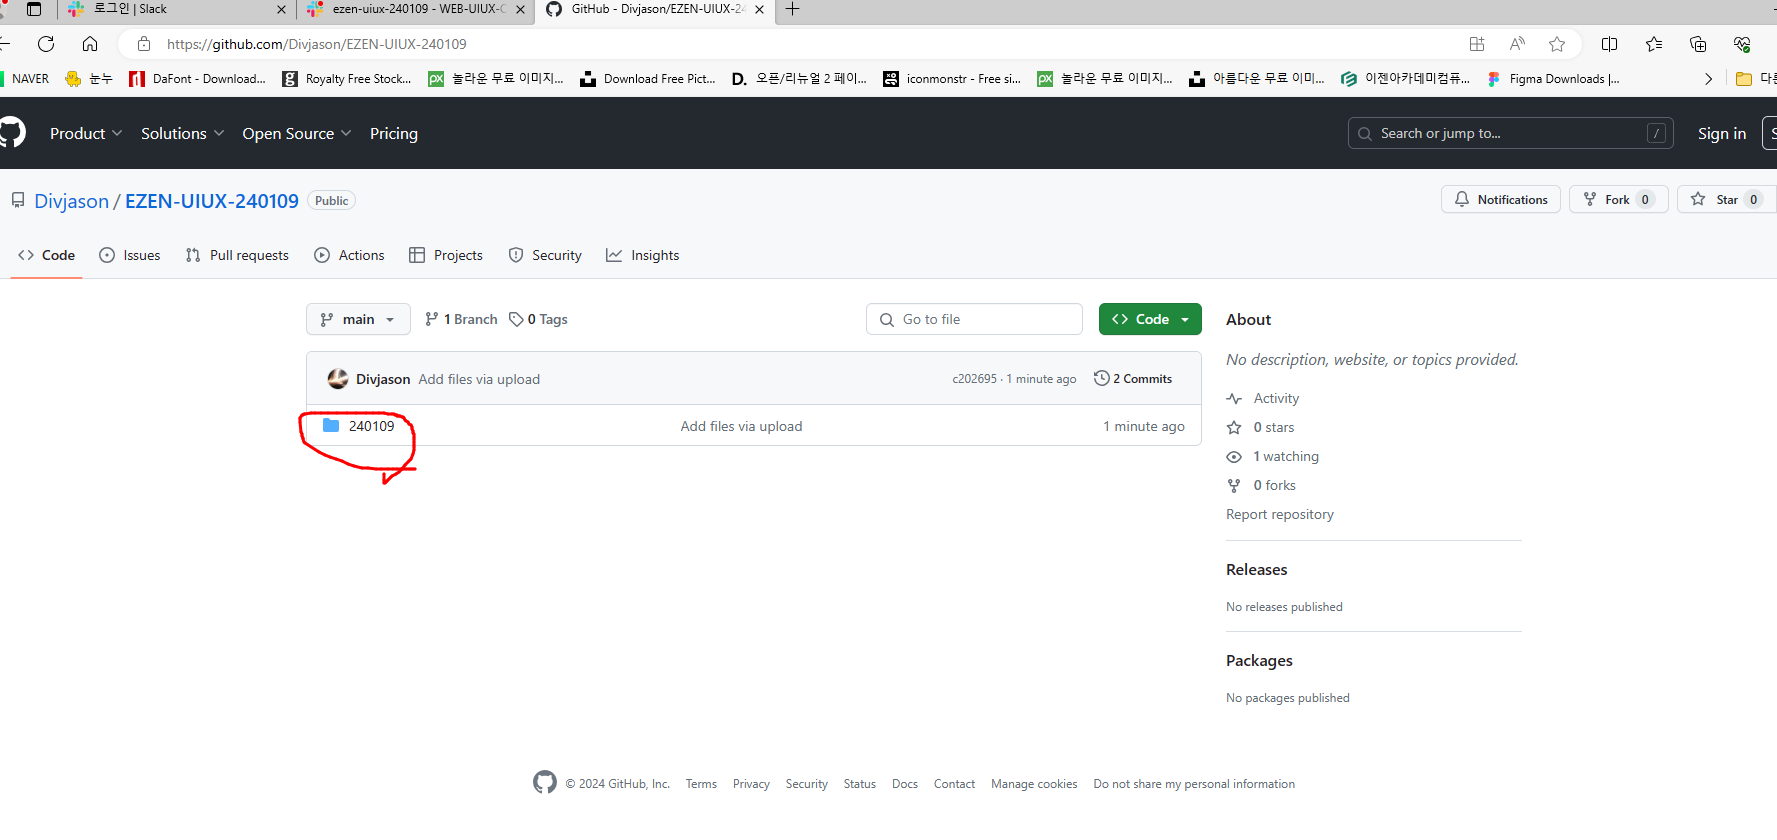 로그인 | Slack
ezen-uiux-240109 - WEB-UIUX-C
GitHub - Divjason/EZEN-UIUX-24
https://github.com/Divjason/EZEN-UIUX-240109
NAVER
눈누
DaFont - Download...
Royalty Free Stock...
놀라운 무료 이미지...
Download Free Pict...
오픈/리뉴얼 2 페이...
iconmonstr - Free si...
놀라운 무료 이미지...
아름다운 무료 이미...
이젠아카데미컴퓨...
Figma Downloads |...
Product
Solutions
Open Source
Pricing
Search or jump to...
/
Sign in
Divjason / EZEN-UIUX-240109
Public
Notifications
Fork 0
Star 0
Code
Issues
Pull requests
Actions
Projects
Security
Insights
main
1 Branch
0 Tags
Go to file
Code
About
No description, website, or topics provided.
Divjason Add files via upload
c202695 · 1 minute ago
2 Commits
240109
Add files via upload
1 minute ago
Activity
0 stars
1 watching
0 forks
Report repository
Releases
No releases published
Packages
No packages published
© 2024 GitHub, Inc.
Terms
Privacy
Security
Status
Docs
Contact
Manage cookies
Do not share my personal information